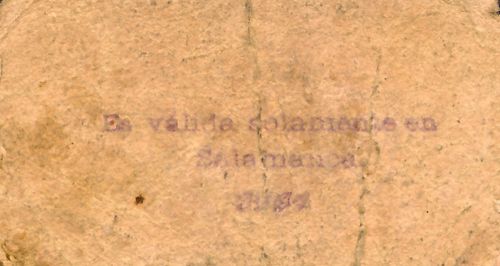 Es válida solamente en
Salamanca.